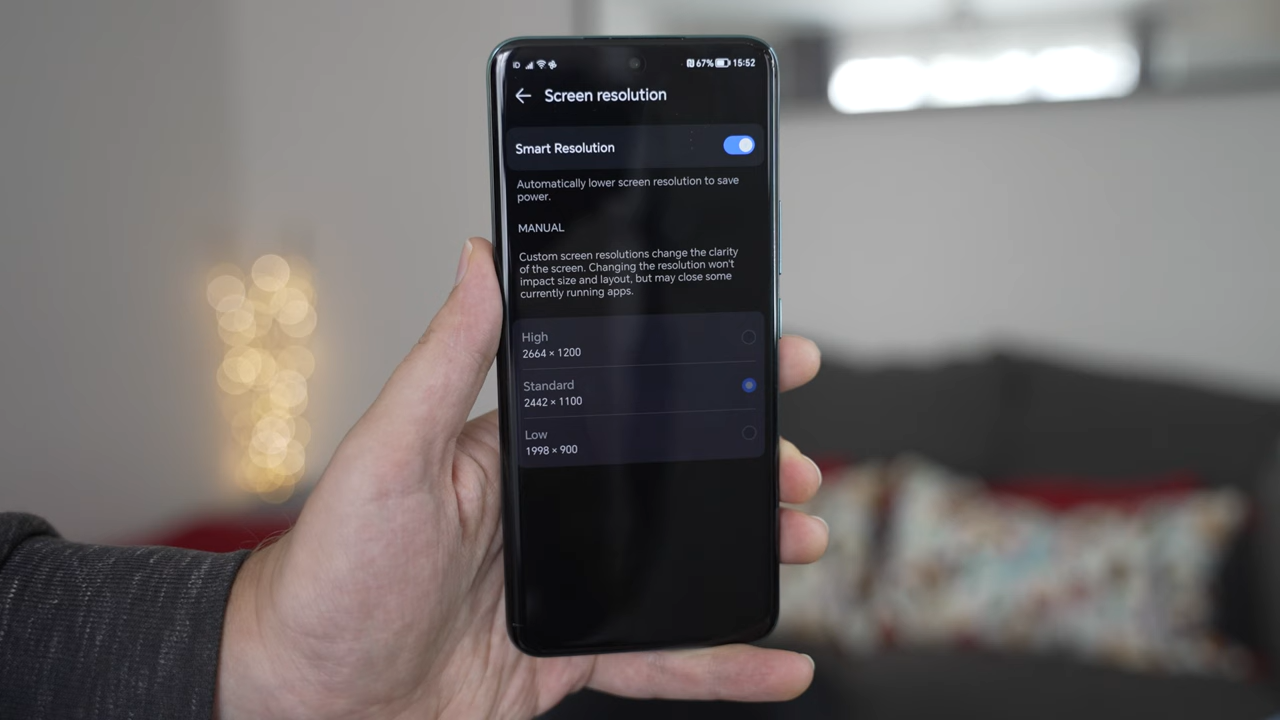 67% 15:52
Screen resolution
Smart Resolution
Automatically lower screen resolution to save
power.
MANUAL
Custom screen resolutions change the clarity
of the screen. Changing the resolution won't
impact size and layout, but may close some
currently running apps.
High
2664 × 1200
Standard
2442 × 1100
Low
1998 × 900